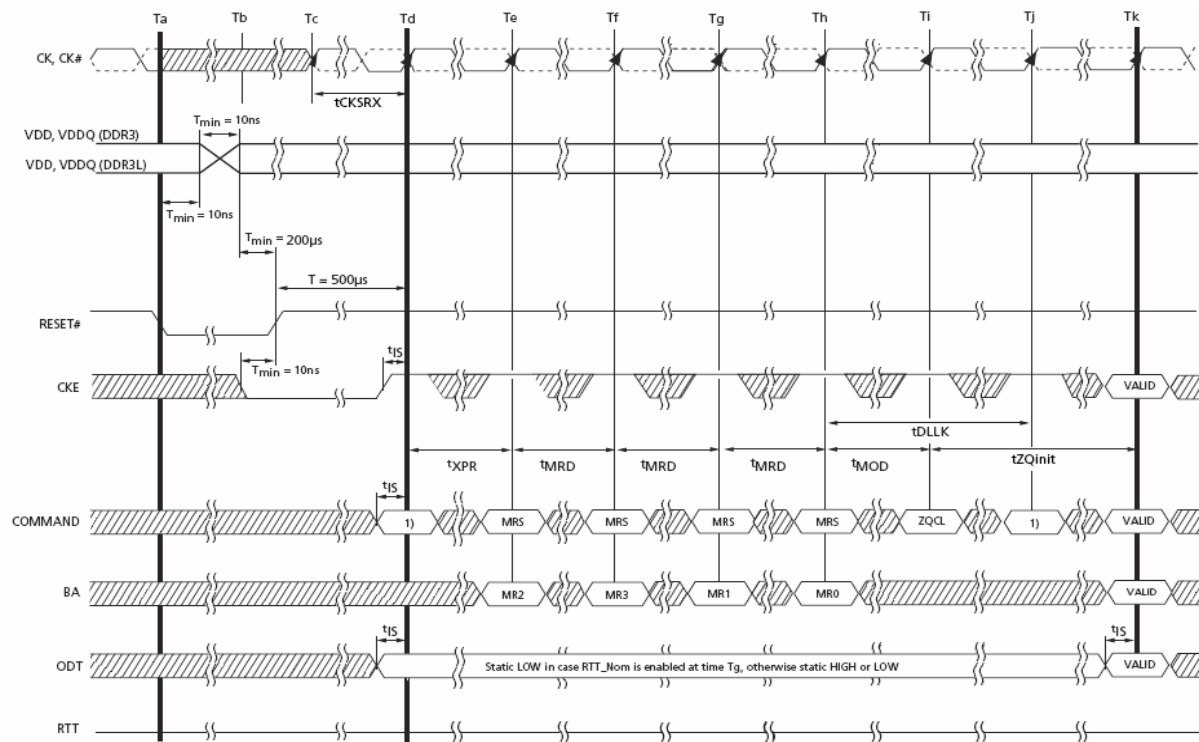 Ta Tb Tc Td Te Tf Tg Th Ti Tj Tk
CK, CK#
tCKSRX
Tmin = 10ns
VDD, VDDQ (DDR3)
VDD, VDDQ (DDR3L)
Tmin = 10ns
Tmin = 200µs
T = 500µs
RESET#
tIS
Tmin = 10ns
CKE
VALID
tDLLK
tXPR tMRD tMRD tMRD tMOD tZQinit
tIS
COMMAND 1) MRS MRS MRS MRS ZQCL 1) VALID
BA MR2 MR3 MR1 MR0 VALID
tIS tIS
ODT Static LOW in case RTT_Nom is enabled at time Tg, otherwise static HIGH or LOW VALID
RTT